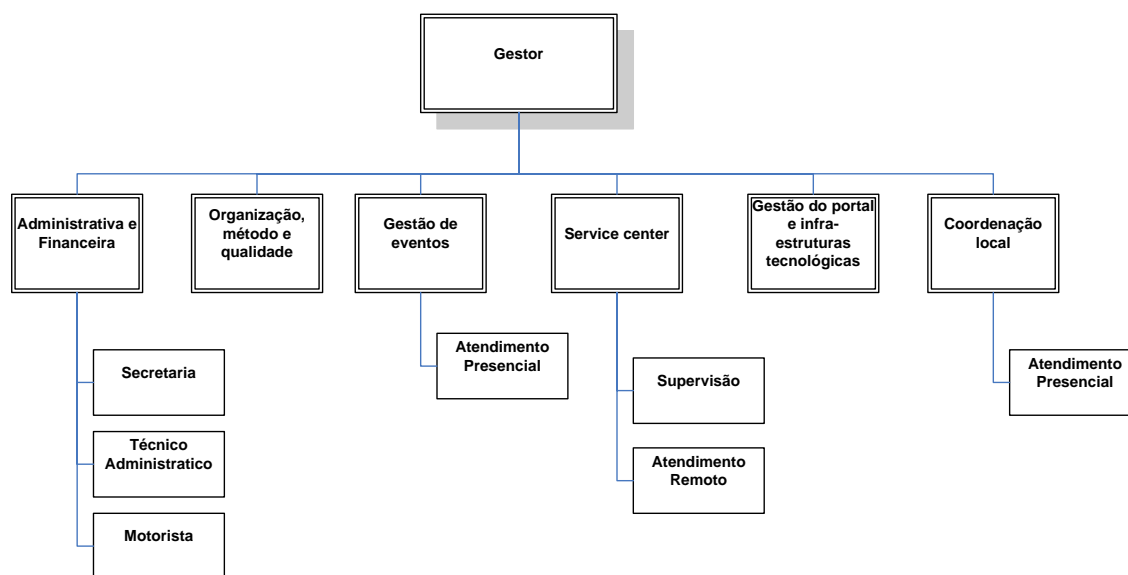 Gestor
Administrativa e
Financeira
Organização,
método e
qualidade
Gestão de
eventos
Service center
Gestão do portal
e infra-
estruturas
tecnológicas
Coordenação
local
Secretaria
Técnico
Administratico
Motorista
Atendimento
Presencial
Supervisão
Atendimento
Remoto
Atendimento
Presencial